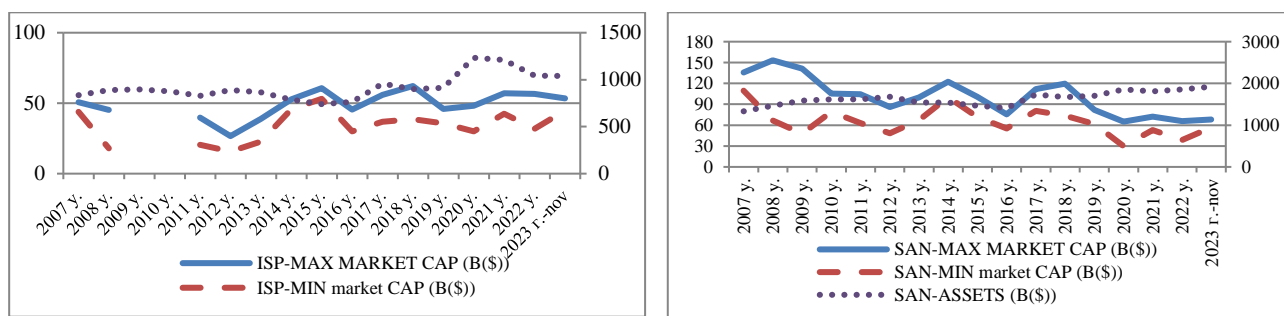 100
50
0
1500
1000
500
0
2007 y.
2008 y.
2009 y.
2010 y.
2011 y.
2012 y.
2013 y.
2014 y.
2015 y.
2016 y.
2017 y.
2018 y.
2019 y.
2020 y.
2021 y.
2022 y.
2023 г.-nov
ISP-MAX MARKET CAP (B($))
ISP-MIN market CAP (B($))
180
150
120
90
60
30
0
3000
2000
1000
0
2007 y.
2008 y.
2009 y.
2010 y.
2011 y.
2012 y.
2013 y.
2014 y.
2015 y.
2016 y.
2017 y.
2018 y.
2019 y.
2020 y.
2021 y.
2022 y.
2023 г.-nov
SAN-MAX MARKET CAP (B($))
SAN-MIN market CAP (B($))
SAN-ASSETS (B($))